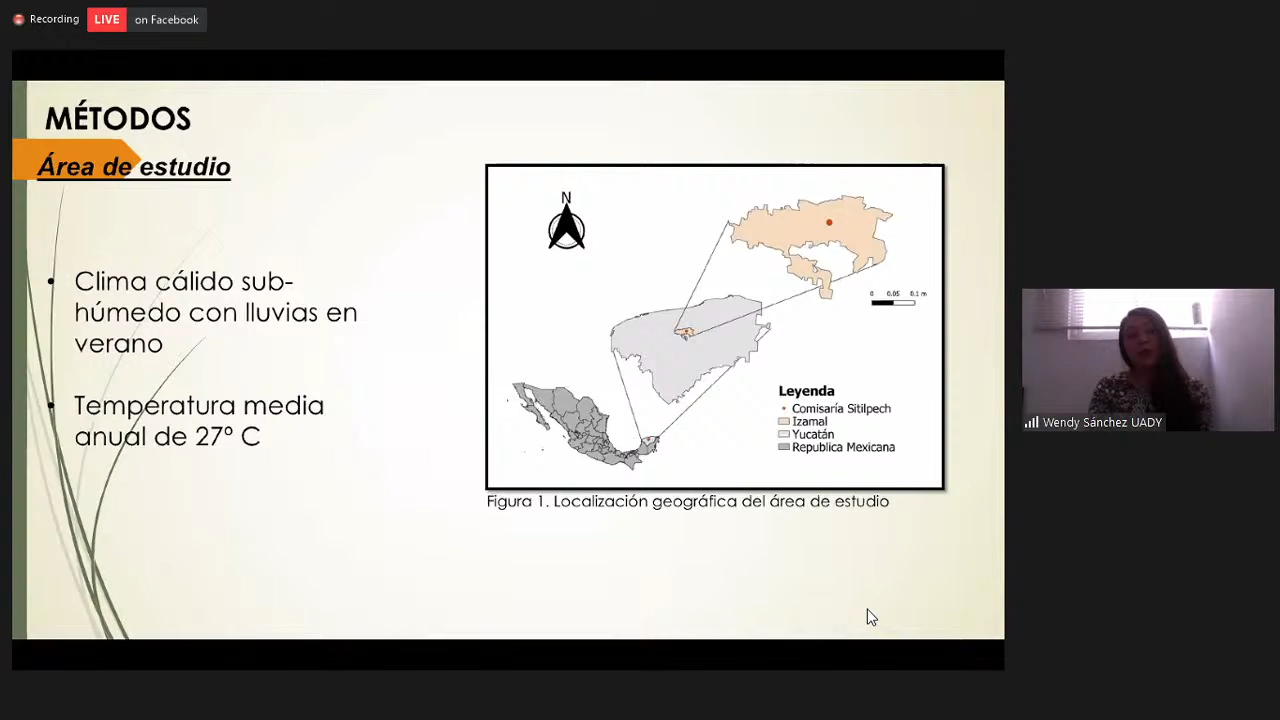 Recording
LIVE on Facebook
MÉTODOS
Área de estudio
• Clima cálido sub-
húmedo con lluvias en
verano
• Temperatura media
anual de 27º C
N
0 0.05 0.1 m
Leyenda
Comisaría Sitilpech
Izamal
Yucatán
Republica Mexicana
Figura 1. Localización geográfica del área de estudio
Wendy Sánchez UADY